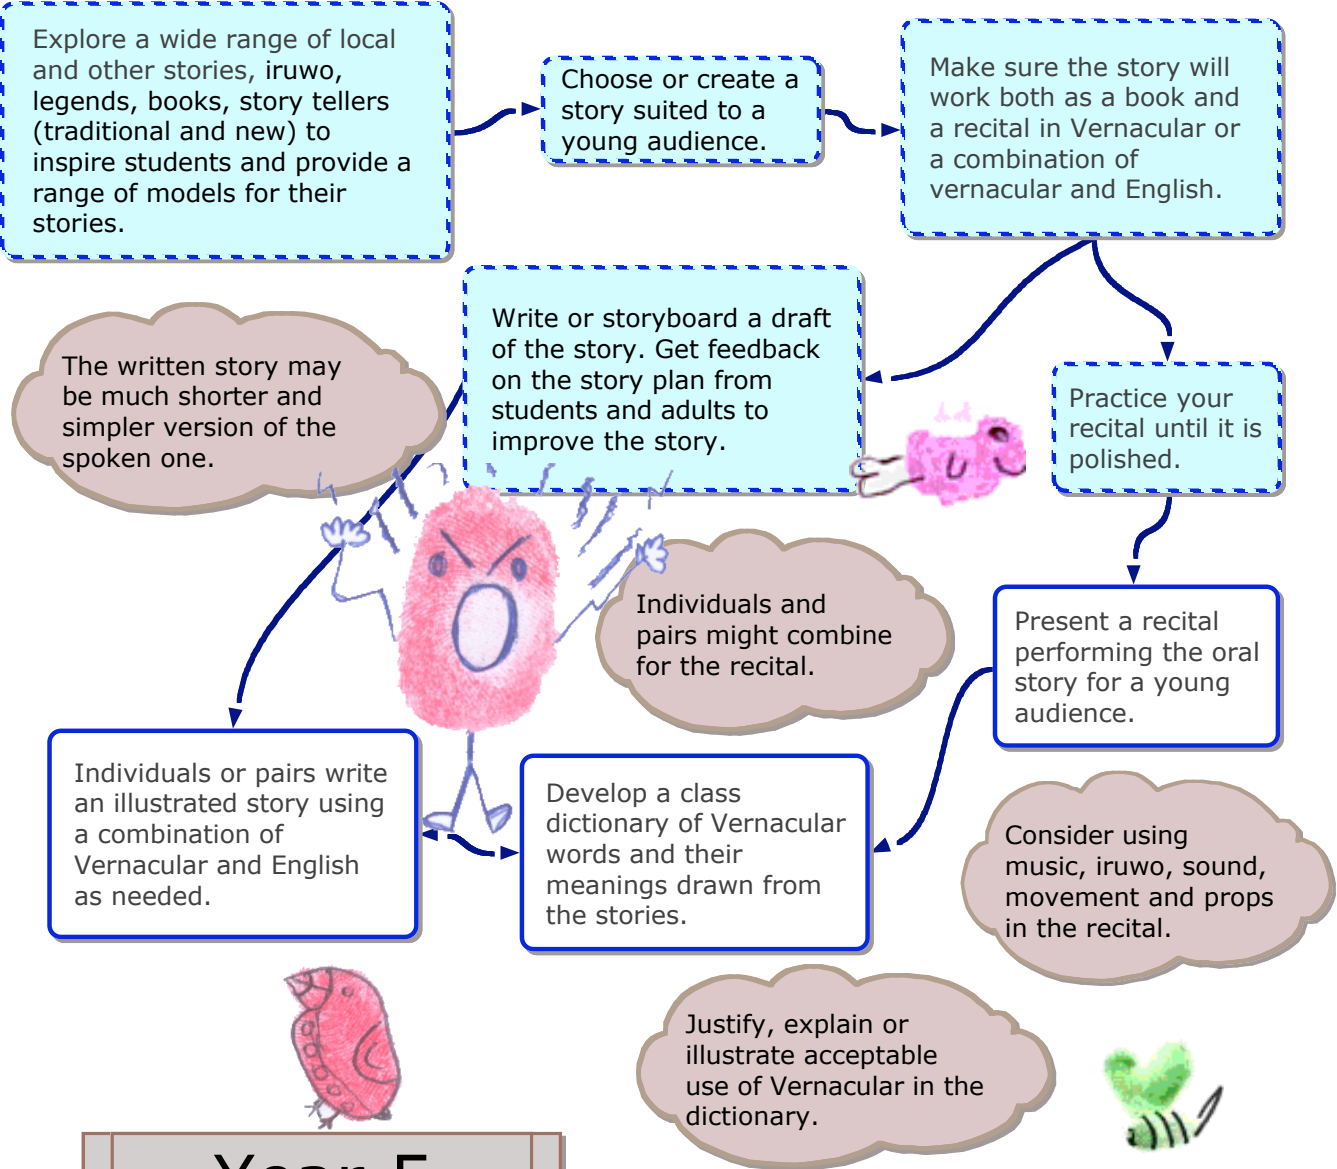 Explore a wide range of local
and other stories, iruwo,
legends, books, story tellers
(traditional and new) to
inspire students and provide a
range of models for their
stories.
Choose or create a
story suited to a
young audience.
Make sure the story will
work both as a book and
a recital in Vernacular or
a combination of
vernacular and English.
Write or storyboard a draft
of the story. Get feedback
on the story plan from
students and adults to
improve the story.
The written story may
be much shorter and
simpler version of the
spoken one.
Practice your
recital until it is
polished.
Individuals and
pairs might combine
for the recital.
Present a recital
performing the oral
story for a young
audience.
Individuals or pairs write
an illustrated story using
a combination of
Vernacular and English
as needed.
Develop a class
dictionary of Vernacular
words and their
meanings drawn from
the stories.
Consider using
music, iruwo, sound,
movement and props
in the recital.
Justify, explain or
illustrate acceptable
use of Vernacular in the
dictionary.
Year